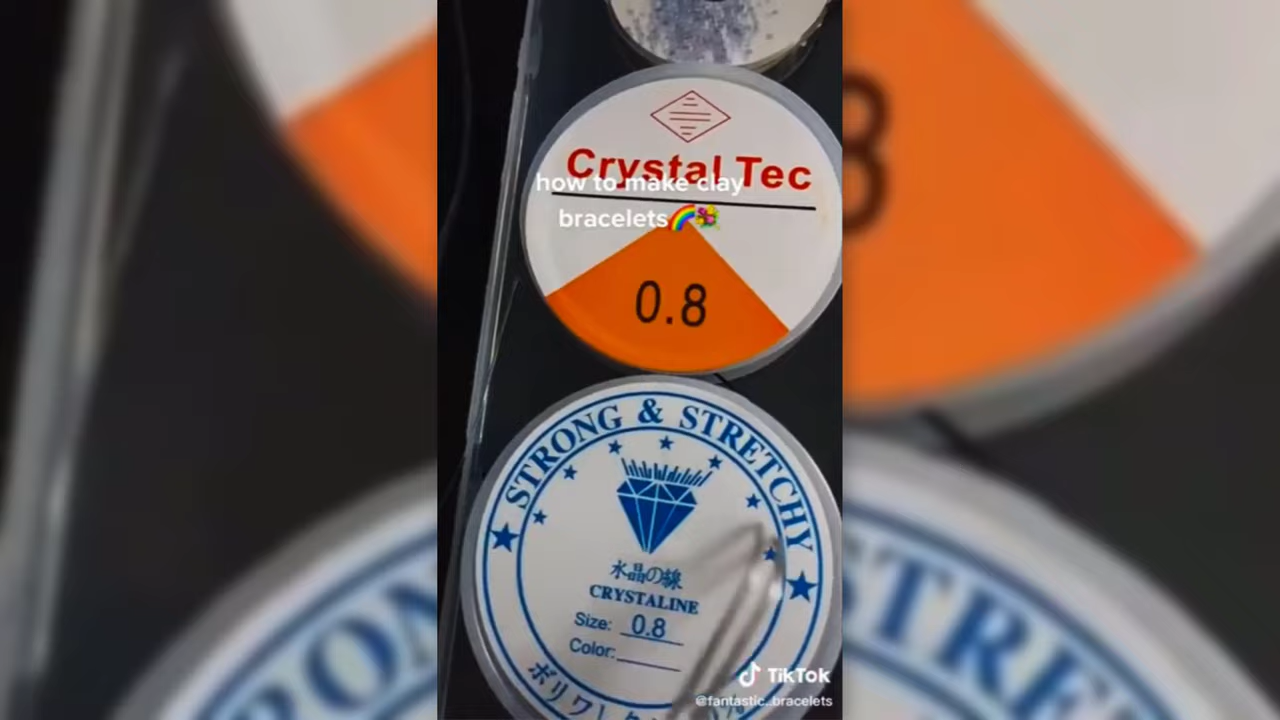 Crystal Tec
how to make clay
bracelets🌈💐
0.8
STRONG & STRETCHY
水晶の線
CRYSTALINE
Size: 0.8
Color:
TikTok
@fantastic_bracelets